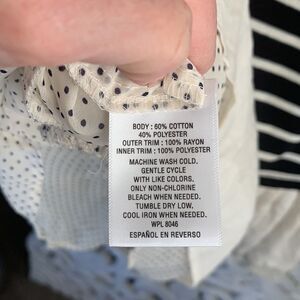 BODY : 60% COTTON
40% POLYESTER
OUTER TRIM : 100% RAYON
INNER TRIM : 100% POLYESTER
MACHINE WASH COLD.
GENTLE CYCLE
WITH LIKE COLORS.
ONLY NON-CHLORINE
BLEACH WHEN NEEDED.
TUMBLE DRY LOW.
COOL IRON WHEN NEEDED.
WPL 8046
ESPAÑOL EN REVERSO